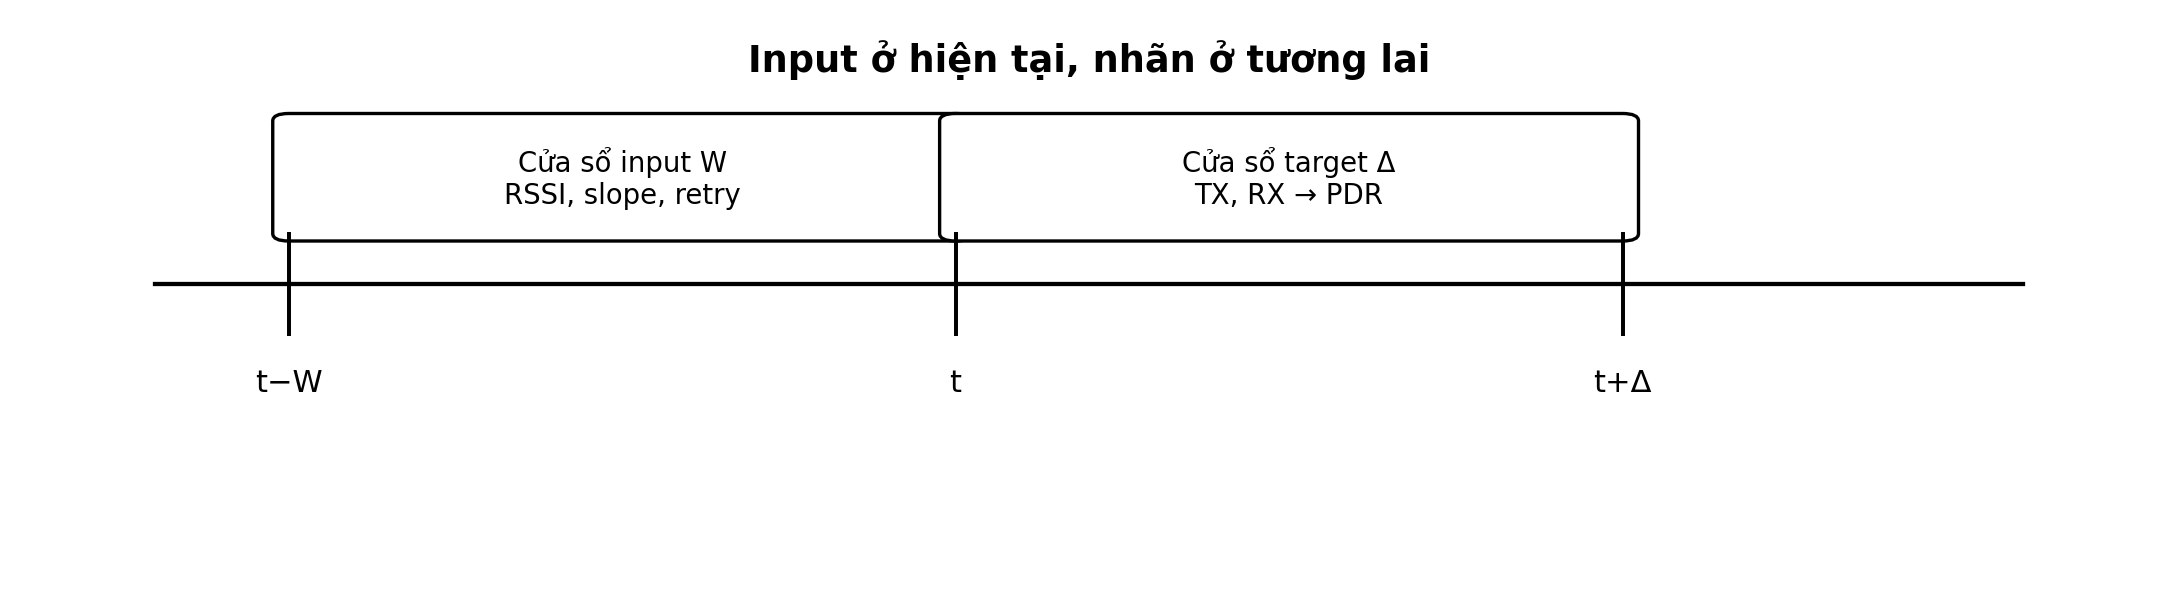 Input ở hiện tại, nhãn ở tương lai
Cửa sổ input W
RSSI, slope, retry
Cửa sổ target Δ
TX, RX → PDR
t−W
t
t+Δ